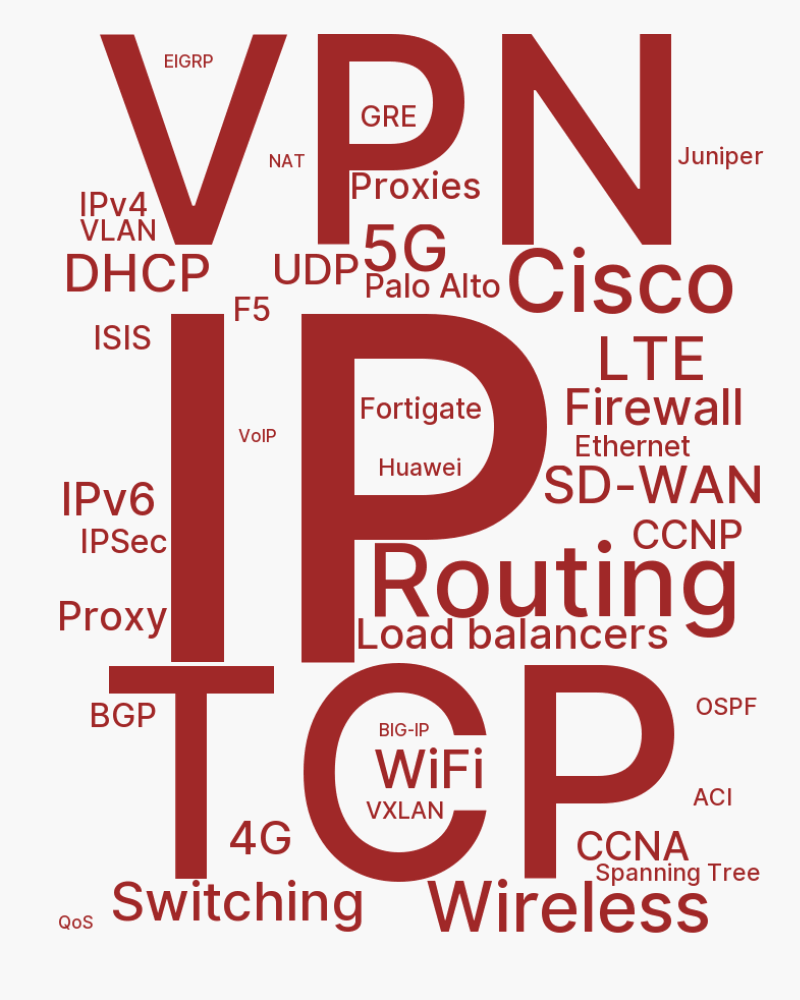 VPN
EIGRP
GRE
NAT
Juniper
Proxies
IPv4
VLAN
5G
DHCP
UDP
Palo Alto
Cisco
F5
IP
ISIS
LTE
Fortigate
Firewall
VoIP
Ethernet
Huawei
SD-WAN
IPv6
CCNP
IPSec
Routing
Proxy
Load balancers
TCP
BGP
OSPF
BIG-IP
WiFi
ACI
VXLAN
4G
CCNA
Spanning Tree
Switching
Wireless
QoS